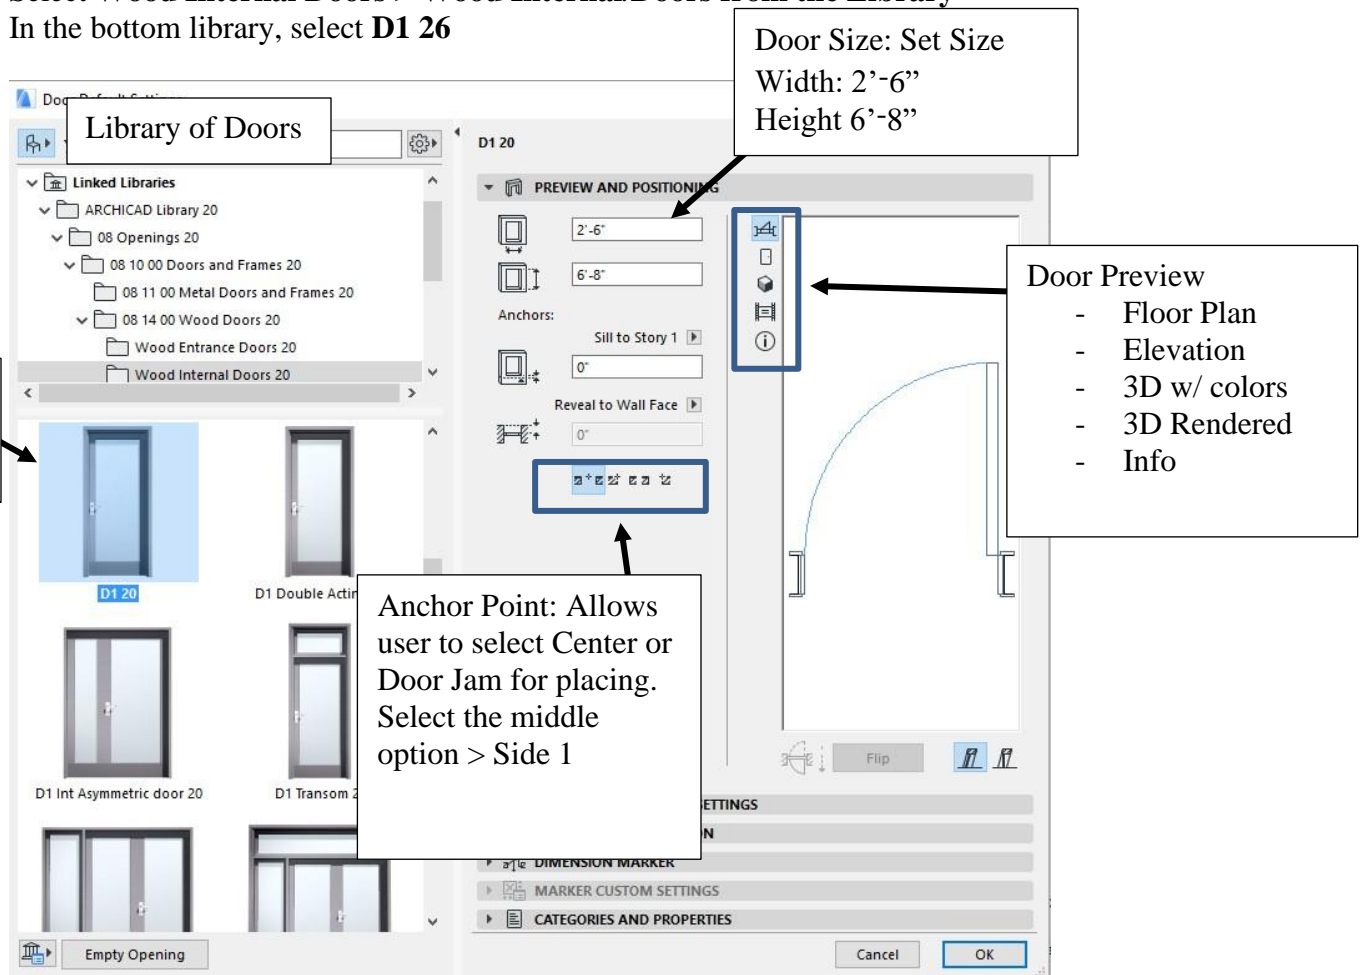 In the bottom library, select D1 26
Door Size: Set Size
Width: 2’-6”
Height 6’-8”
Library of Doors
D1 20
Linked Libraries
ARCHICAD Library 20
08 Openings 20
08 10 00 Doors and Frames 20
08 11 00 Metal Doors and Frames 20
08 14 00 Wood Doors 20
Wood Entrance Doors 20
Wood Internal Doors 20
PREVIEW AND POSITIONING
2'-6"
6'-8"
Anchors:
Sill to Story 1
0"
Reveal to Wall Face
0"
Door Preview
- Floor Plan
- Elevation
- 3D w/ colors
- 3D Rendered
- Info
D1 20
D1 Double
Anchor Point: Allows
user to select Center or
Door Jam for placing.
Select the middle
option > Side 1
D1 Int Asymmetric door 20
D1 Transom
Flip
DIMENSION MARKER
MARKER CUSTOM SETTINGS
CATEGORIES AND PROPERTIES
Empty Opening
Cancel
OK